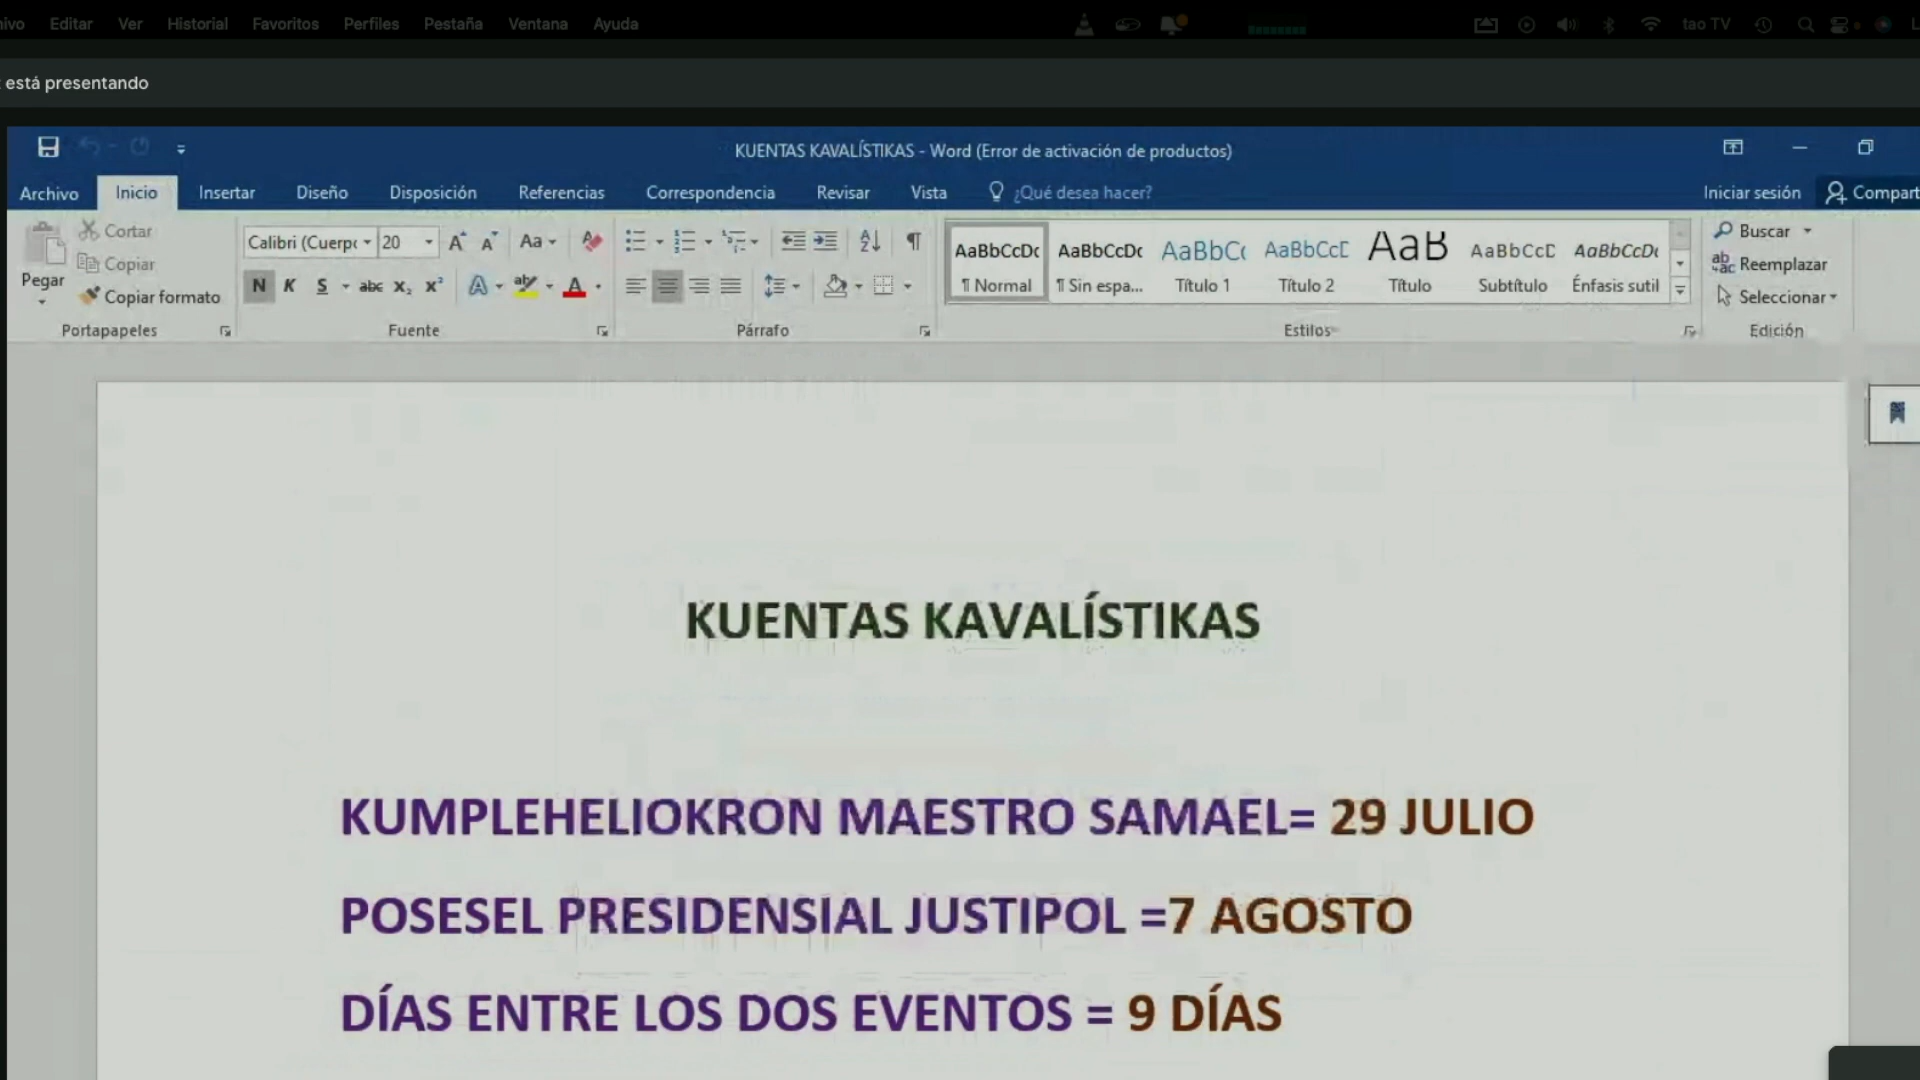 Editar Ver Historial Favoritos Perfiles Pestaña Ventana Ayuda tao TV
está presentando
KUENTAS KAVALÍSTIKAS - Word (Error de activación de productos)
Archivo Inicio Insertar Diseño Disposición Referencias Correspondencia Revisar Vista ¿Qué desea hacer? Iniciar sesión
Cortar
Copiar
Copiar formato
Pegar
Portapapeles
Calibri (Cuerpo 20
N K S abc x₂ x²
Fuente
Párrafo
AaBbCcDc AaBbCcDc AaBbCc AaBbCcD AaB AaBbCcD AaBbCcDc
¶ Normal ¶ Sin espa... Título 1 Título 2 Título Subtítulo Énfasis sutil
Estilos
Buscar
Reemplazar
Seleccionar
Edición
KUENTAS KAVALÍSTIKAS
KUMPLEHELIOKRON MAESTRO SAMAEL= 29 JULIO
POSESEL PRESIDENSIAL JUSTIPOL =7 AGOSTO
DÍAS ENTRE LOS DOS EVENTOS = 9 DÍAS